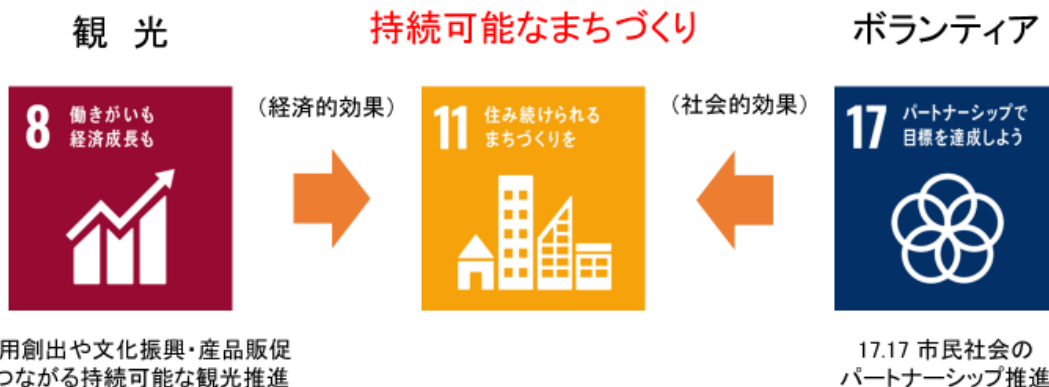 観 光
持続可能なまちづくり
ボランティア
8 働きがいも
経済成長も
(経済的効果)
11 住み続けられる
まちづくりを
(社会的効果)
17 パートナーシップで
目標を達成しよう
用創出や文化振興・産品販促
つながる持続可能な観光推進
17.17 市民社会の
パートナーシップ推進